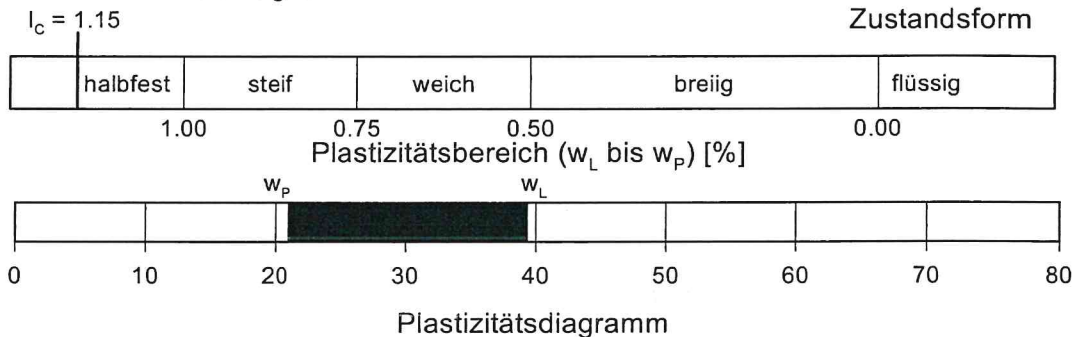 I_C = 1.15
Zustandsform
halbfest steif weich breiig flüssig
1.00 0.75 0.50 0.00
Plastizitätsbereich (w_L bis w_P) [%]
w_P w_L
0 10 20 30 40 50 60 70 80
Plastizitätsdiagramm